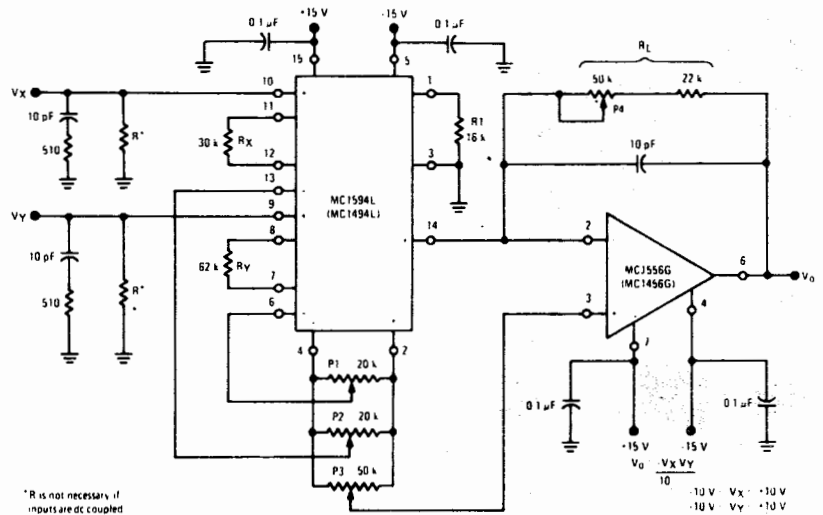 +15 V
-15 V
0.1 µF
0.1 µF
15
5
VX
10
11
12
13
9
8
7
6
4
2
1
3
14
10 pF
510
R*
30 k
RX
VY
10 pF
510
R*
62 k
RY
MC1594L
(MC1494L)
R1
16 k
RL
50 k
P4
22 k
10 pF
2
3
MC1556G
(MC1456G)
6
4
7
Vo
P1 20 k
P2 20 k
P3 50 k
0.1 µF
0.1 µF
+15 V
-15 V
Vo
-VX VY
10
-10 V VX +10 V
-10 V VY +10 V
*R is not necessary if
inputs are dc coupled